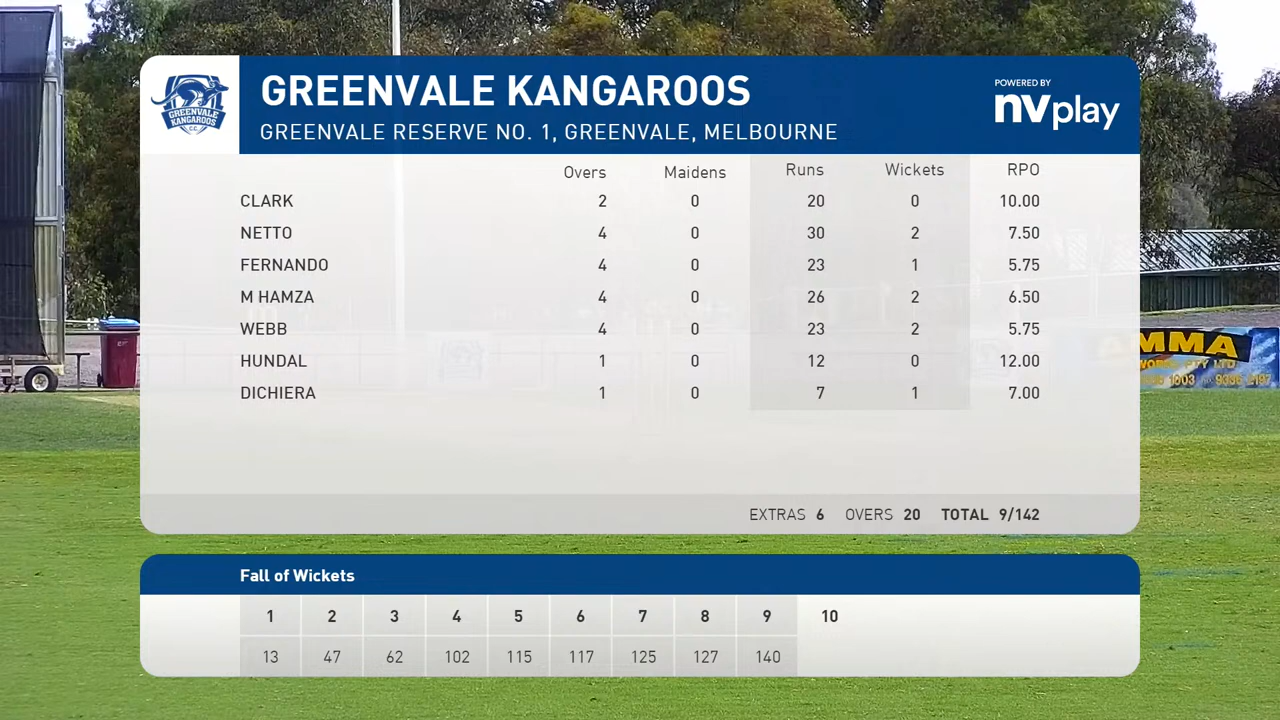 GREENVALE KANGAROOS
GREENVALE RESERVE NO. 1, GREENVALE, MELBOURNE
POWERED BY
nvplay
GREENVALE
KANGAROOS
C.C.
Overs Maidens Runs Wickets RPO
CLARK 2 0 20 0 10.00
NETTO 4 0 30 2 7.50
FERNANDO 4 0 23 1 5.75
M HAMZA 4 0 26 2 6.50
WEBB 4 0 23 2 5.75
HUNDAL 1 0 12 0 12.00
DICHIERA 1 0 7 1 7.00
EXTRAS 6 OVERS 20 TOTAL 9/142
Fall of Wickets
1 2 3 4 5 6 7 8 9 10
13 47 62 102 115 117 125 127 140
PTY LTD